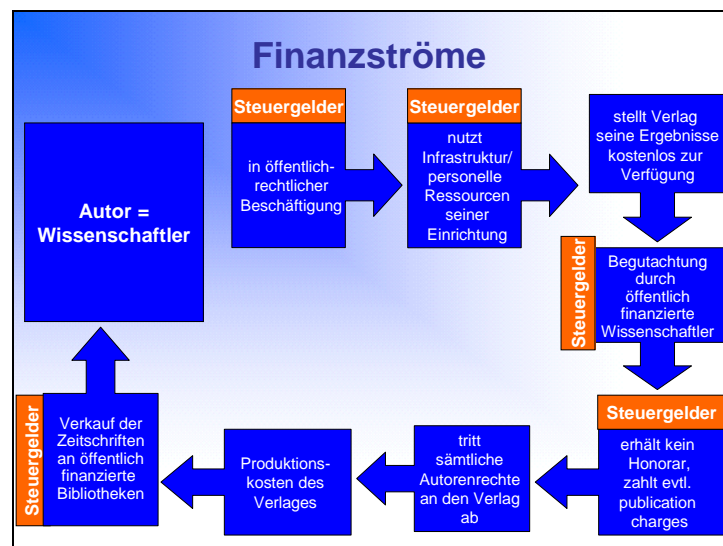 Finanzströme
Autor =
Wissenschaftler
Steuergelder
in öffentlich-
rechtlicher
Beschäftigung
Steuergelder
nutzt
Infrastruktur/
personelle
Ressourcen
seiner
Einrichtung
stellt Verlag
seine Ergebnisse
kostenlos zur
Verfügung
Steuergelder
Begutachtung
durch
öffentlich
finanzierte
Wissenschaftler
Steuergelder
erhält kein
Honorar,
zahlt evtl.
publication
charges
tritt
sämtliche
Autorenrechte
an den Verlag
ab
Produktions-
kosten des
Verlages
Steuergelder
Verkauf der
Zeitschriften
an öffentlich
finanzierte
Bibliotheken